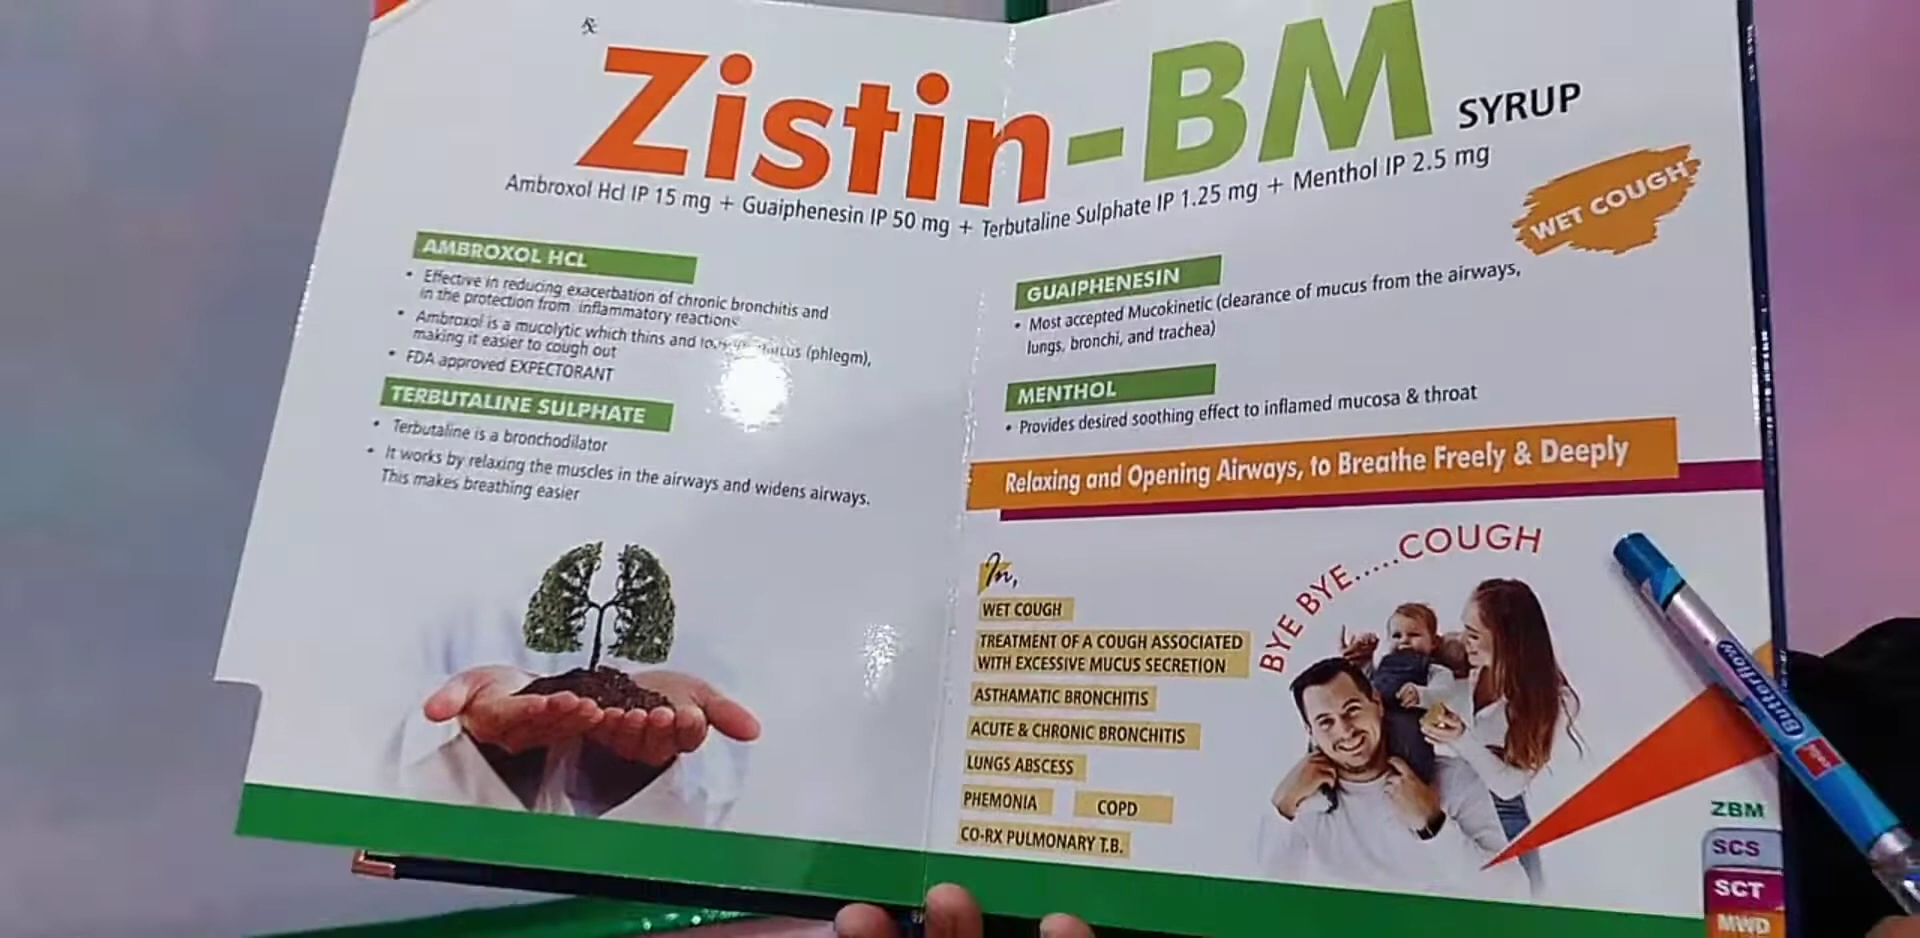 Rx
Zistin-BM SYRUP
Ambroxol Hcl IP 15 mg + Guaiphenesin IP 50 mg + Terbutaline Sulphate IP 1.25 mg + Menthol IP 2.5 mg
WET COUGH
AMBROXOL HCL
• Effective in reducing exacerbation of chronic bronchitis and
in the protection from inflammatory reactions
• Ambroxol is a mucolytic which thins and mucus (phlegm),
making it easier to cough out
• FDA approved EXPECTORANT
TERBUTALINE SULPHATE
• Terbutaline is a bronchodilator
• It works by relaxing the muscles in the airways and widens airways.
This makes breathing easier
GUAIPHENESIN
• Most accepted Mucokinetic (clearance of mucus from the airways,
lungs, bronchi, and trachea)
MENTHOL
• Provides desired soothing effect to inflamed mucosa & throat
Relaxing and Opening Airways, to Breathe Freely & Deeply
In,
WET COUGH
TREATMENT OF A COUGH ASSOCIATED
WITH EXCESSIVE MUCUS SECRETION
ASTHAMATIC BRONCHITIS
ACUTE & CHRONIC BRONCHITIS
LUNGS ABSCESS
PHEMONIA COPD
CO-RX PULMONARY T.B.
BYE BYE.....COUGH
Butterflow
cello
ZBM
SCS
SCT
MWD